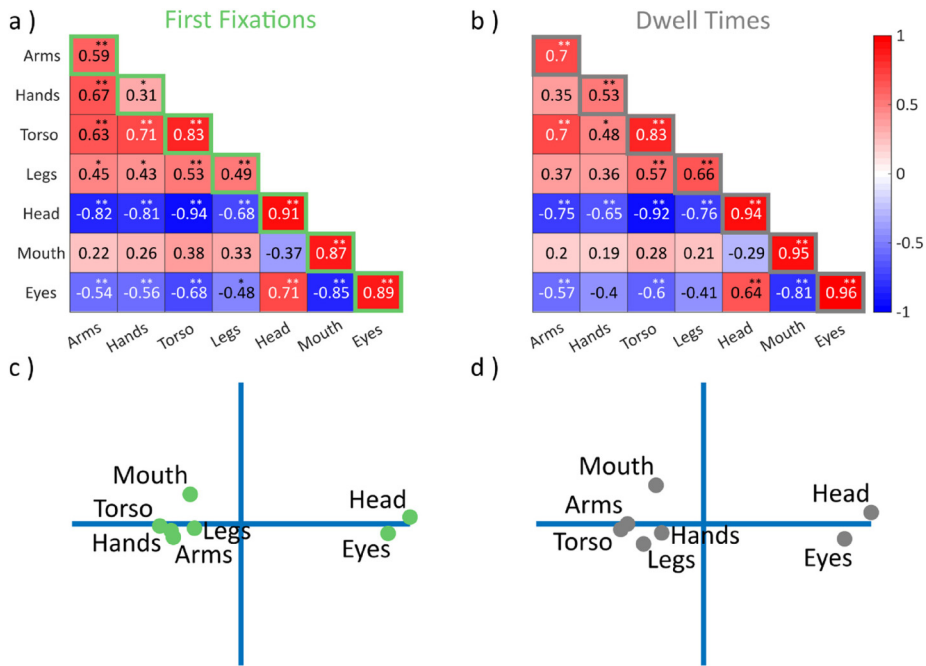 a ) First Fixations
Arms 0.59**
Hands 0.67** 0.31*
Torso 0.63** 0.71** 0.83**
Legs 0.45* 0.43* 0.53** 0.49**
Head -0.82** -0.81** -0.94** -0.68** 0.91**
Mouth 0.22 0.26 0.38 0.33 -0.37 0.87**
Eyes -0.54** -0.56** -0.68** -0.48* 0.71** -0.85** 0.89**
Arms Hands Torso Legs Head Mouth Eyes
b ) Dwell Times
0.7**
0.35 0.53**
0.7** 0.48* 0.83**
0.37 0.36 0.57** 0.66**
-0.75** -0.65** -0.92** -0.76** 0.94**
0.2 0.19 0.28 0.21 -0.29 0.95**
-0.57** -0.4 -0.6** -0.41 0.64** -0.81** 0.96**
Arms Hands Torso Legs Head Mouth Eyes
1
0.5
0
-0.5
-1
c )
Mouth
Torso
Head
Hands
Legs
Arms
Eyes
d )
Mouth
Head
Arms
Torso
Hands
Legs
Eyes